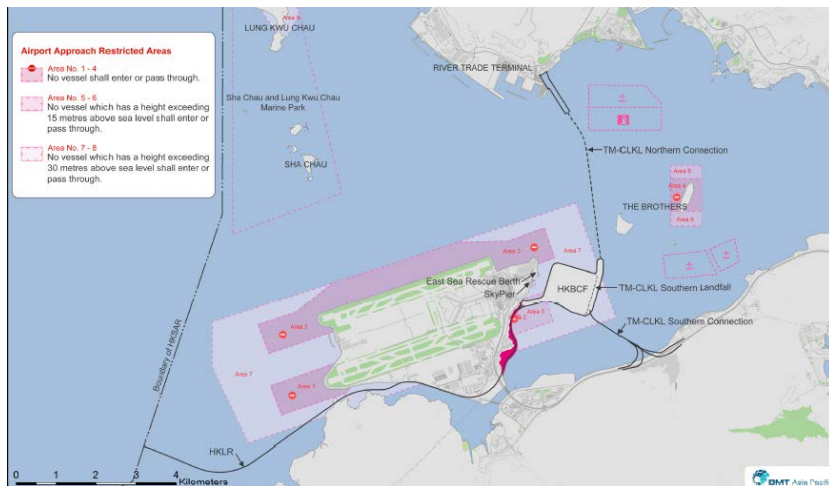 Airport Approach Restricted Areas
Area No. 1 - 4
No vessel shall enter or
pass through.
Area No. 5 - 6
No vessel which has a height exceeding
15 metres above sea level shall enter or
pass through.
Area No. 7 - 8
No vessel which has a height exceeding
30 metres above sea level shall enter or
pass through.
LUNG KWU CHAU
RIVER TRADE TERMINAL
Sha Chau and Lung Kwu Chau
Marine Park
SHA CHAU
TM-CLKL Northern Connection
Area 4
THE BROTHERS
Area 3
Area 7
East Sea Rescue Berth
SkyPier
HKBCF
TM-CLKL Southern Landfall
Area 5
2
TM-CLKL Southern Connection
Area 7
Area 1
Boundary of HKSAR
HKLR
0 1 2 3 4
Kilometers
BMT Asia Pacific